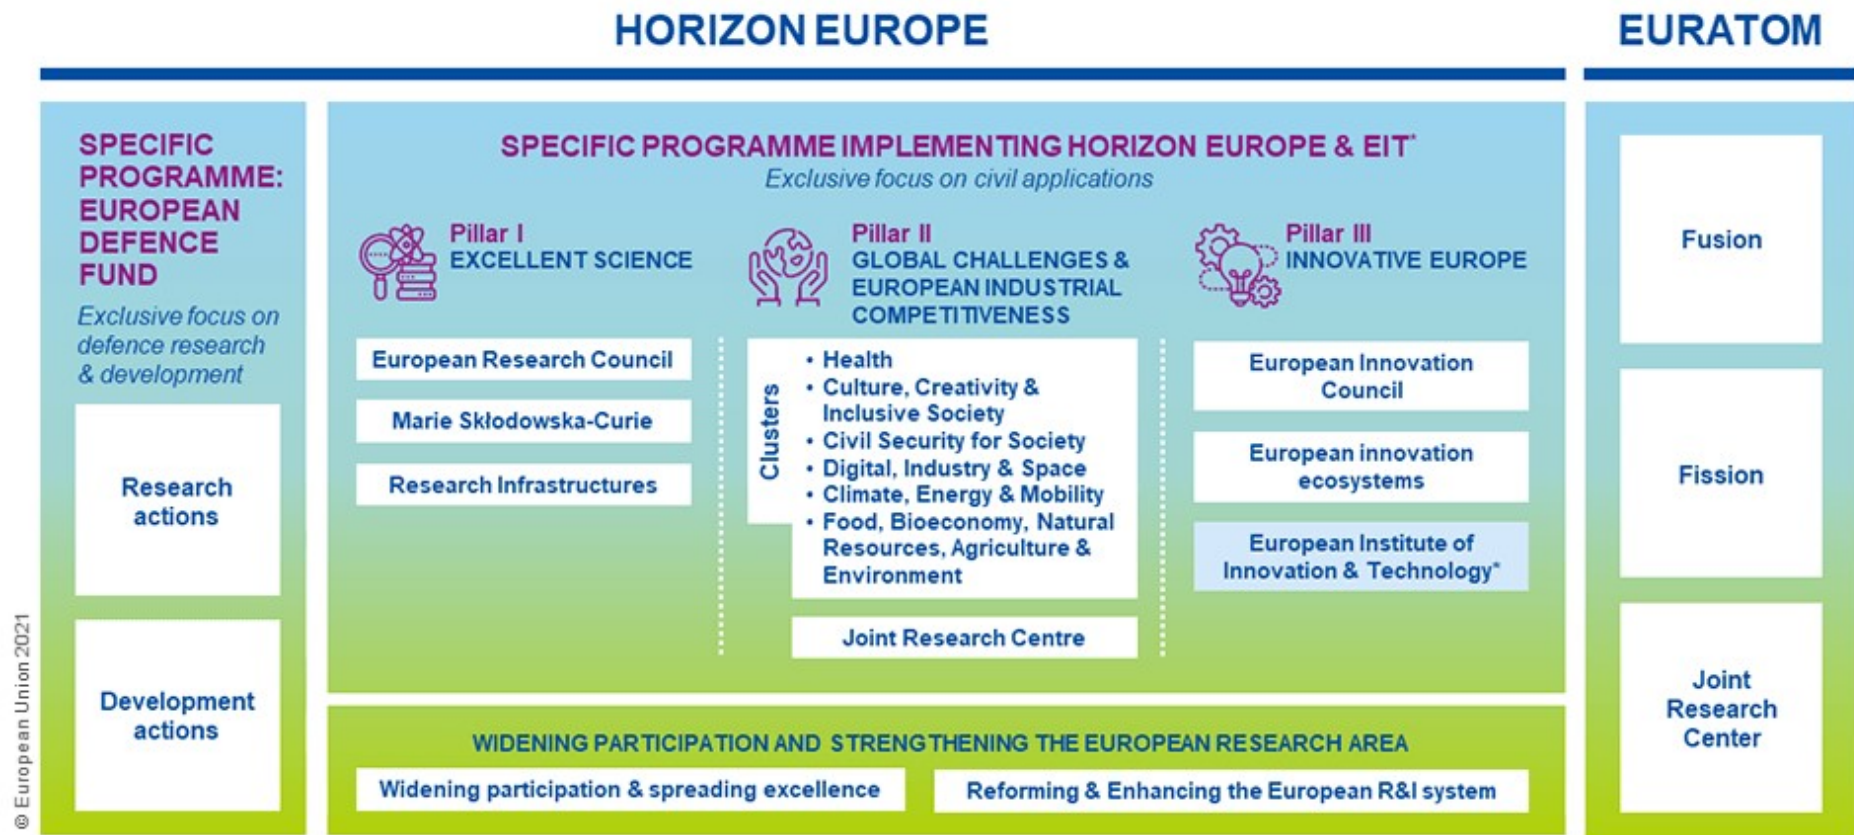 HORIZON EUROPE
EURATOM
SPECIFIC
PROGRAMME:
EUROPEAN
DEFENCE
FUND
Exclusive focus on
defence research
& development
Research
actions
Development
actions
SPECIFIC PROGRAMME IMPLEMENTING HORIZON EUROPE & EIT*
Exclusive focus on civil applications
Pillar I
EXCELLENT SCIENCE
European Research Council
Marie Skłodowska-Curie
Research Infrastructures
Pillar II
GLOBAL CHALLENGES &
EUROPEAN INDUSTRIAL
COMPETITIVENESS
Clusters
• Health
• Culture, Creativity &
Inclusive Society
• Civil Security for Society
• Digital, Industry & Space
• Climate, Energy & Mobility
• Food, Bioeconomy, Natural
Resources, Agriculture &
Environment
Joint Research Centre
Pillar III
INNOVATIVE EUROPE
European Innovation
Council
European innovation
ecosystems
European Institute of
Innovation & Technology*
WIDENING PARTICIPATION AND STRENGTHENING THE EUROPEAN RESEARCH AREA
Widening participation & spreading excellence
Reforming & Enhancing the European R&I system
Fusion
Fission
Joint
Research
Center
© European Union 2021